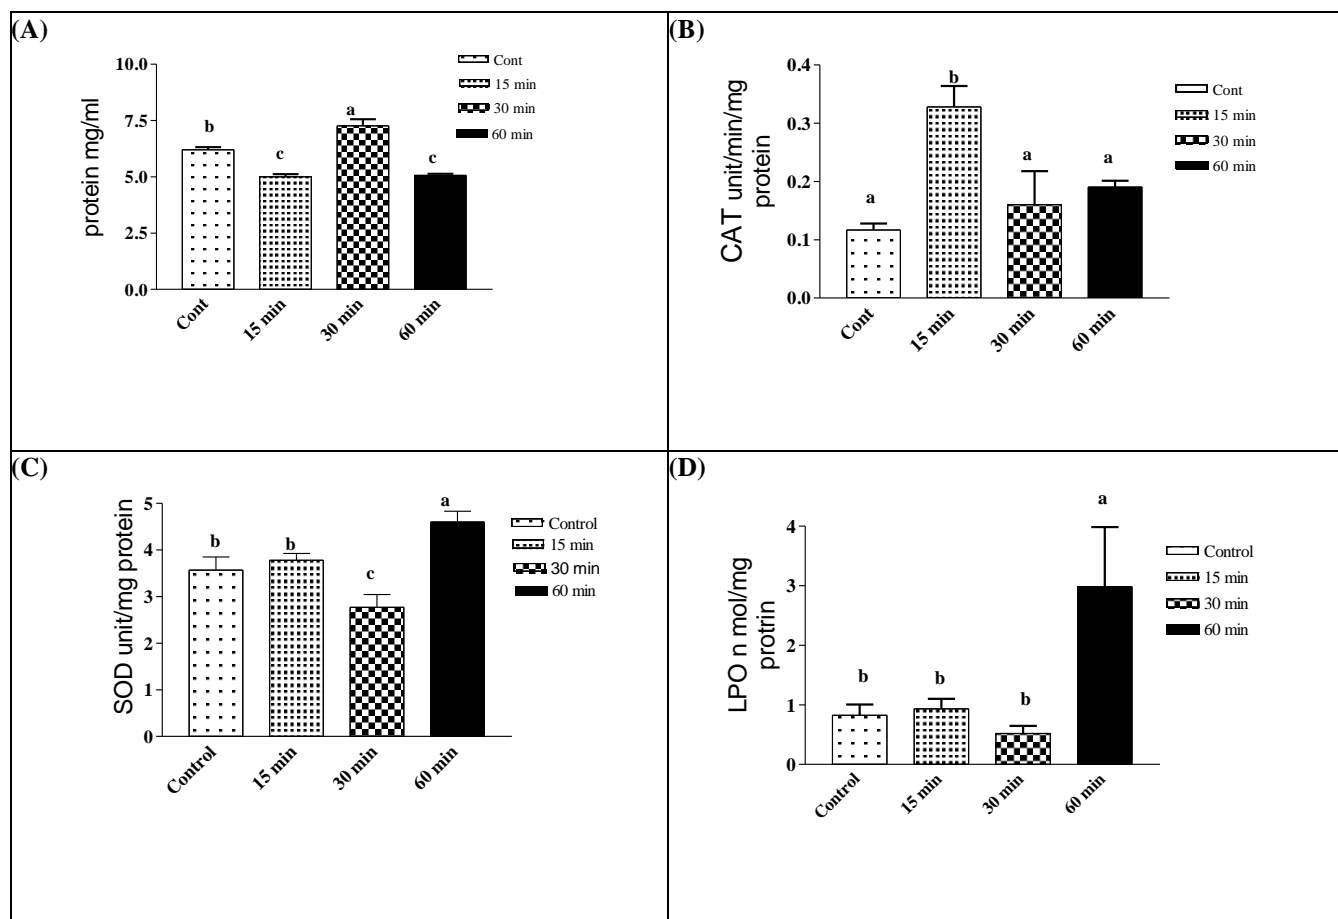 (A)
10.0
7.5
5.0
2.5
0.0
protein mg/ml
b
c
a
c
Cont
15 min
30 min
60 min
Cont
15 min
30 min
60 min
(B)
0.4
0.3
0.2
0.1
0.0
CAT unit/min/mg
protein
a
b
a
a
Cont
15 min
30 min
60 min
Cont
15 min
30 min
60 min
(C)
5
4
3
2
1
0
SOD unit/mg protein
b
b
c
a
Control
15 min
30 min
60 min
Control
15 min
30 min
60 min
(D)
4
3
2
1
0
LPO n mol/mg
protrin
b
b
b
a
Control
15 min
30 min
60 min
Control
15 min
30 min
60 min